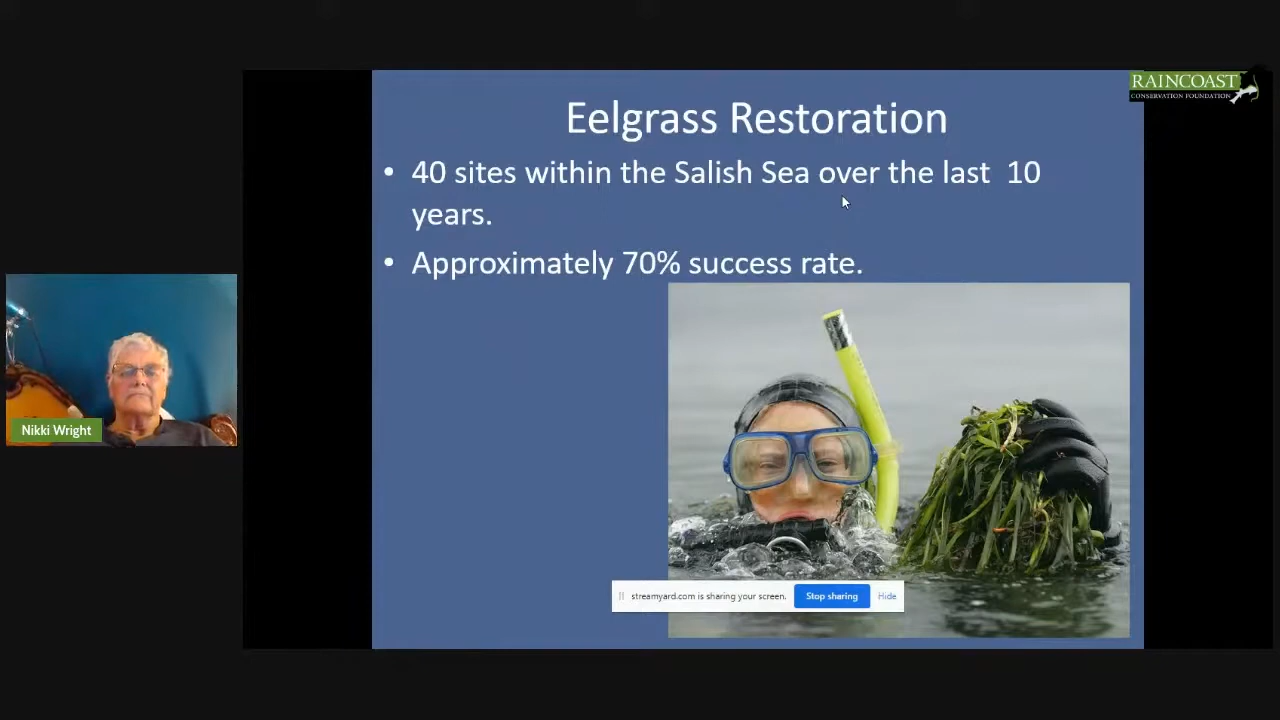 RAINCOAST
CONSERVATION FOUNDATION
Eelgrass Restoration
• 40 sites within the Salish Sea over the last 10
years.
• Approximately 70% success rate.
Nikki Wright
streamyard.com is sharing your screen. Stop sharing Hide